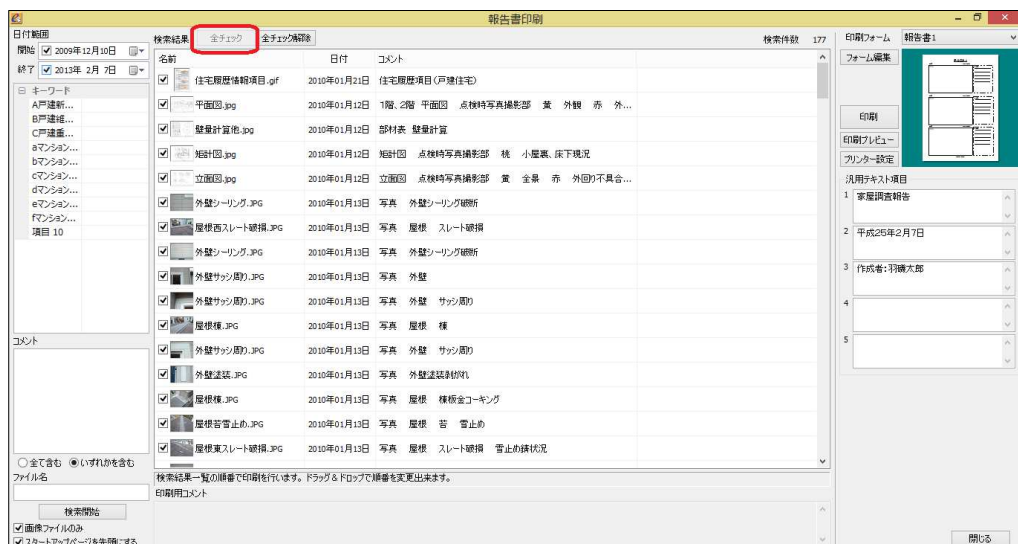 報告書印刷
日付範囲
開始 2009年12月10日
終了 2013年 2月 7日
キーワード
A戸建新...
B戸建維...
C戸建重...
aマンション...
bマンション...
cマンション...
dマンション...
eマンション...
fマンション...
項目 10
コメント
全て含む いずれかを含む
ファイル名
検索開始
画像ファイルのみ
スタートアップページを先頭にする
検索結果 全チェック 全チェック解除 検索件数 177
名前 日付 コメント
住宅履歴情報項目.gif 2010年01月21日 住宅履歴項目(戸建住宅)
平面図.jpg 2010年01月12日 1階、2階 平面図 点検時写真撮影部 黄 外観 赤 外...
壁量計算他.jpg 2010年01月12日 部材表 壁量計算
矩計図.jpg 2010年01月12日 矩計図 点検時写真撮影部 桃 小屋裏、床下現況
立面図.jpg 2010年01月12日 立面図 点検時写真撮影部 黄 全景 赤 外回り不具合...
外壁シーリング.JPG 2010年01月13日 写真 外壁シーリング破断
屋根西スレート破損.JPG 2010年01月13日 写真 屋根 スレート破損
外壁シーリング.JPG 2010年01月13日 写真 外壁シーリング破断
外壁サッシ周り.JPG 2010年01月13日 写真 外壁
外壁サッシ周り.JPG 2010年01月13日 写真 外壁 サッシ周り
屋根棟.JPG 2010年01月13日 写真 屋根 棟
外壁サッシ周り.JPG 2010年01月13日 写真 外壁 サッシ周り
外壁塗装.JPG 2010年01月13日 写真 外壁塗装剥がれ
屋根棟.JPG 2010年01月13日 写真 屋根 棟板金コーキング
屋根苔雪止め.JPG 2010年01月13日 写真 屋根 苔 雪止め
屋根東スレート破損.JPG 2010年01月13日 写真 屋根 スレート破損 雪止め錆状況
検索結果一覧の順番で印刷を行います。ドラッグ＆ドロップで順番を変更出来ます。
印刷用コメント
印刷フォーム 報告書1
フォーム編集
印刷
印刷プレビュー
プリンター設定
汎用テキスト項目
1 家屋調査報告
2 平成25年2月7日
3 作成者:羽磯太郎
4
5
閉じる